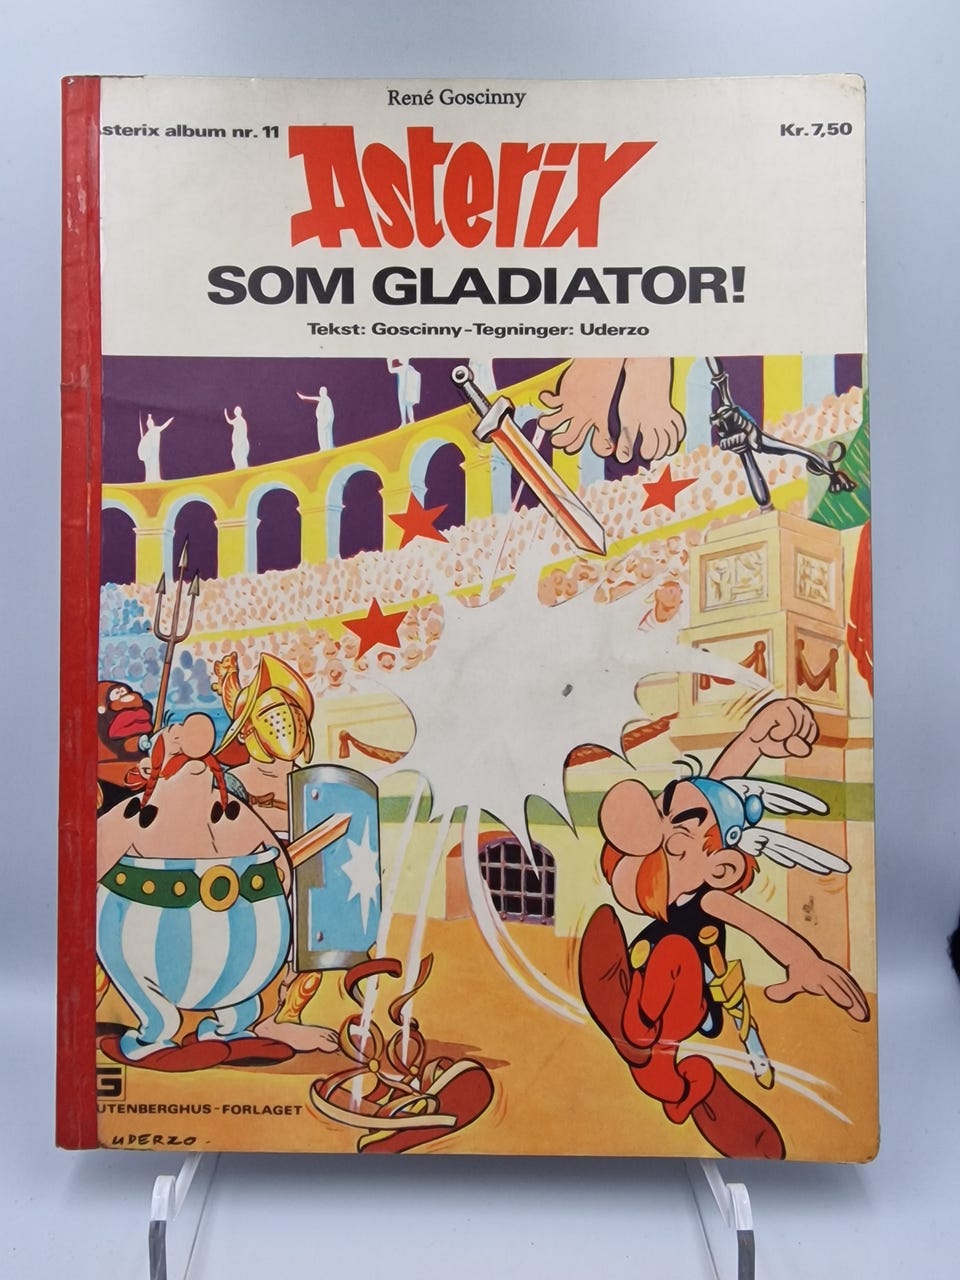 René Goscinny
sterix album nr. 11
Kr. 7,50
Asterix
SOM GLADIATOR!
Tekst: Goscinny-Tegninger: Uderzo
G
UTENBERGHUS-FORLAGET
UDERZO.